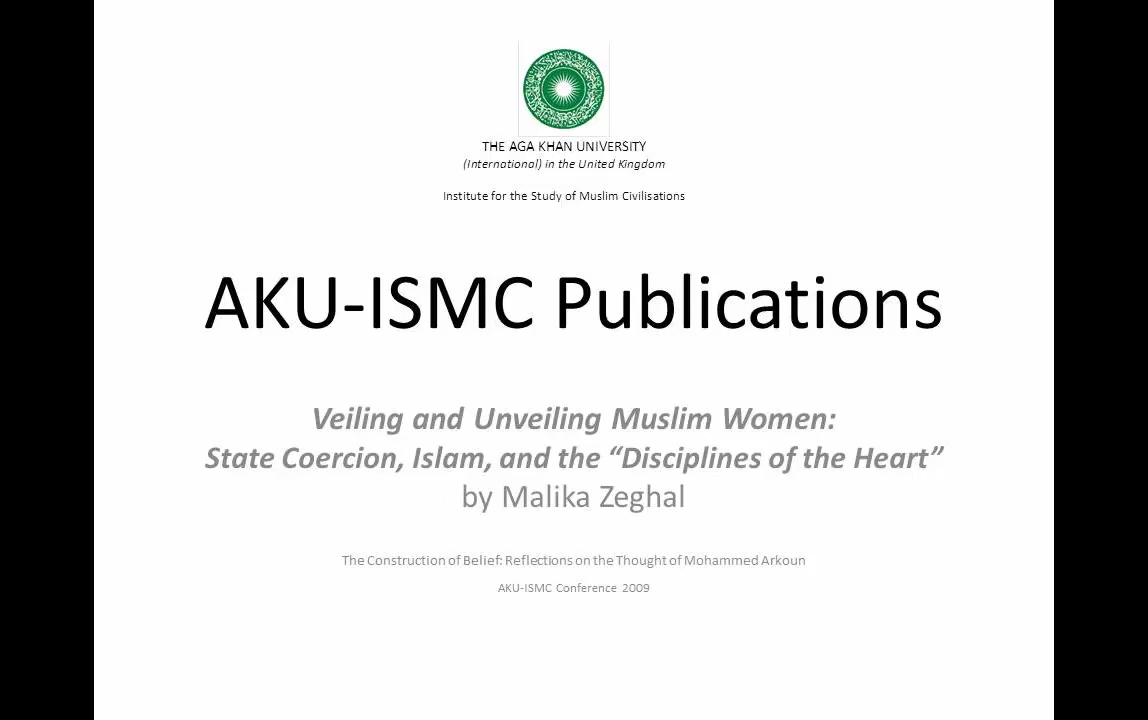 THE AGA KHAN UNIVERSITY
(International) in the United Kingdom
Institute for the Study of Muslim Civilisations
AKU-ISMC Publications
Veiling and Unveiling Muslim Women:
State Coercion, Islam, and the “Disciplines of the Heart”
by Malika Zeghal
The Construction of Belief: Reflections on the Thought of Mohammed Arkoun
AKU-ISMC Conference 2009